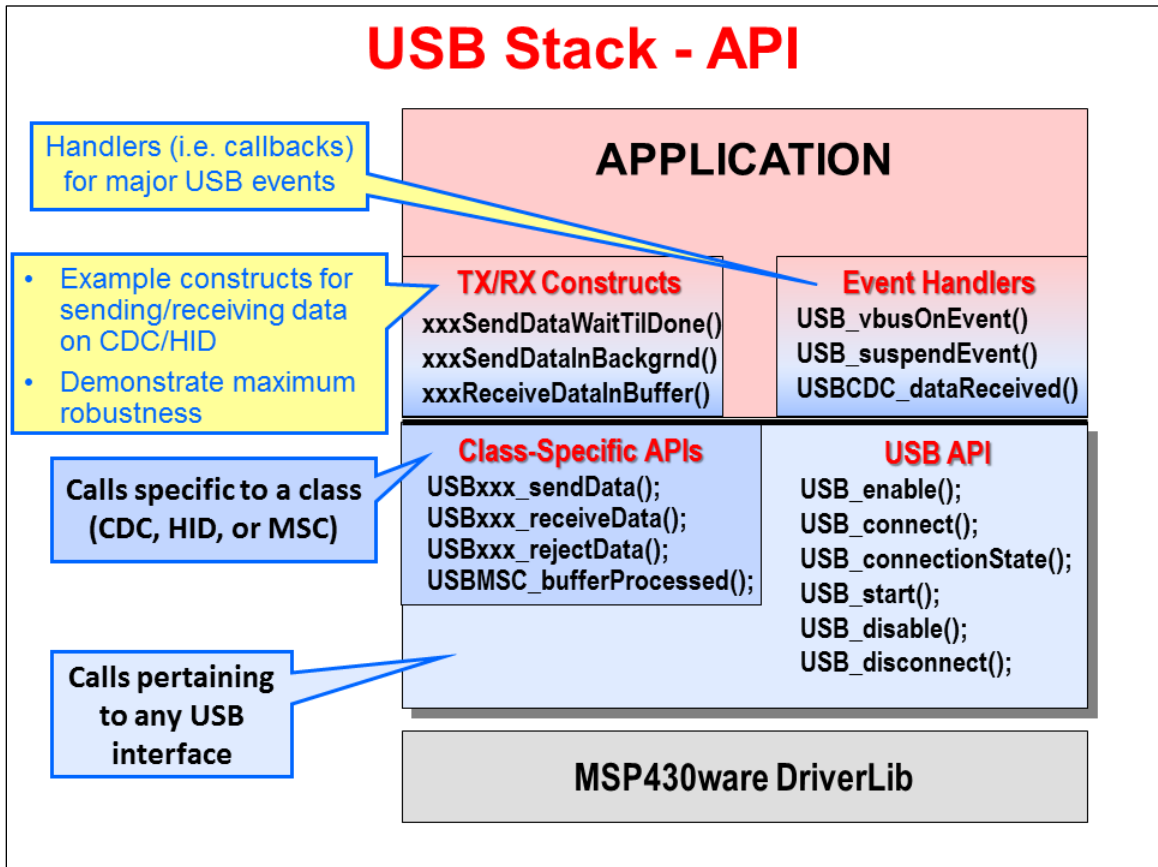 USB Stack - API
Handlers (i.e. callbacks)
for major USB events
APPLICATION
• Example constructs for
sending/receiving data
on CDC/HID
• Demonstrate maximum
robustness
TX/RX Constructs
xxxSendDataWaitTilDone()
xxxSendDataInBackgrnd()
xxxReceiveDataInBuffer()
Event Handlers
USB_vbusOnEvent()
USB_suspendEvent()
USBCDC_dataReceived()
Calls specific to a class
(CDC, HID, or MSC)
Class-Specific APIs
USBxxx_sendData();
USBxxx_receiveData();
USBxxx_rejectData();
USBMSC_bufferProcessed();
USB API
USB_enable();
USB_connect();
USB_connectionState();
USB_start();
USB_disable();
USB_disconnect();
Calls pertaining
to any USB
interface
MSP430ware DriverLib